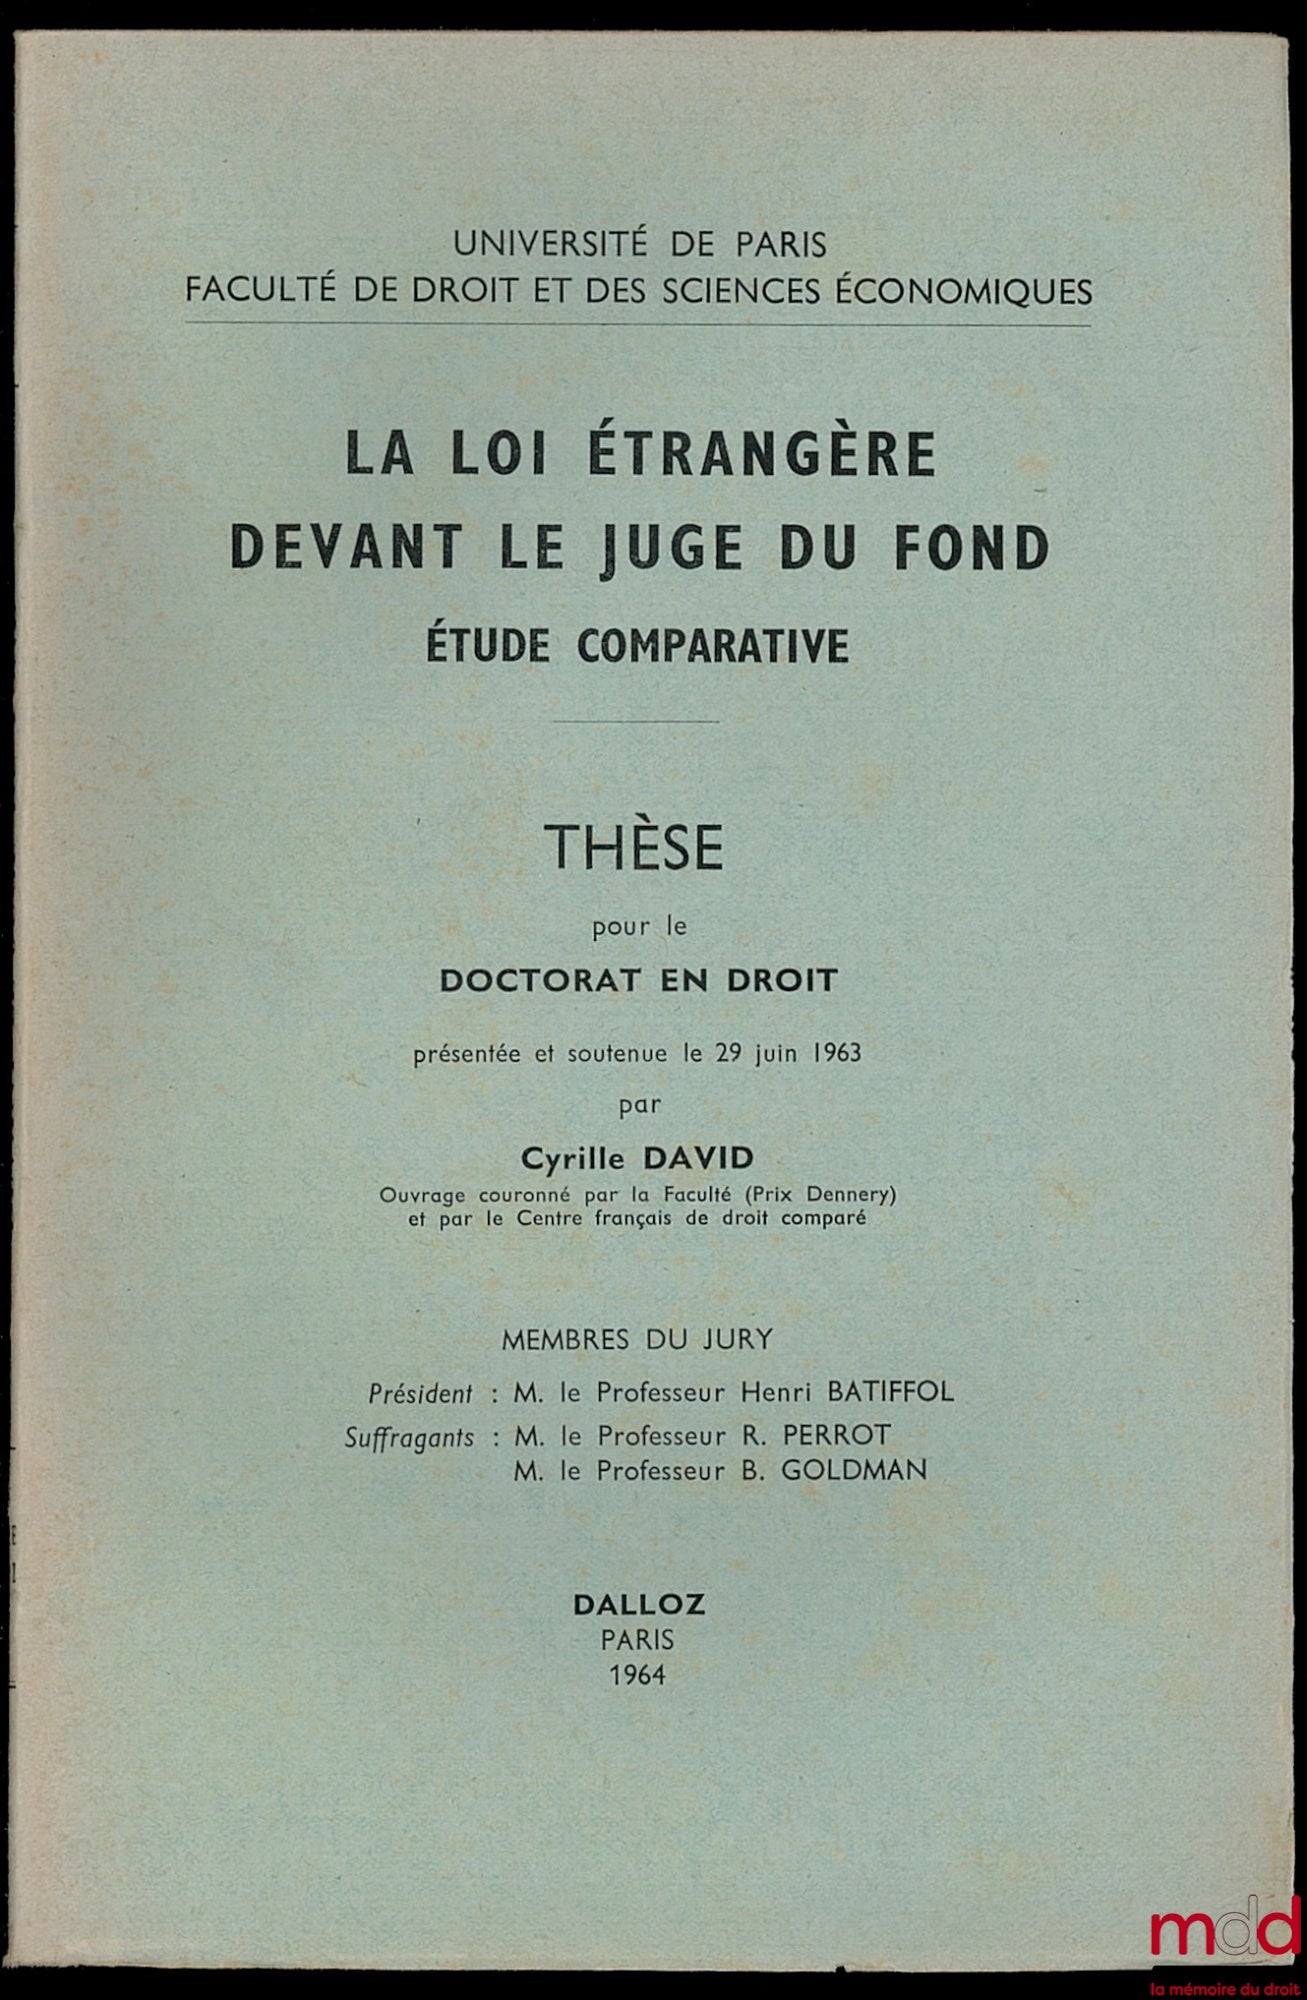 UNIVERSITÉ DE PARIS
FACULTÉ DE DROIT ET DES SCIENCES ÉCONOMIQUES
LA LOI ÉTRANGÈRE
DEVANT LE JUGE DU FOND
ÉTUDE COMPARATIVE
THÈSE
pour le
DOCTORAT EN DROIT
présentée et soutenue le 29 juin 1963
par
Cyrille DAVID
Ouvrage couronné par la Faculté (Prix Dennery)
et par le Centre français de droit comparé
MEMBRES DU JURY
Président : M. le Professeur Henri BATIFFOL
Suffragants : M. le Professeur R. PERROT
M. le Professeur B. GOLDMAN
DALLOZ
PARIS
1964
mdd
la mémoire du droit